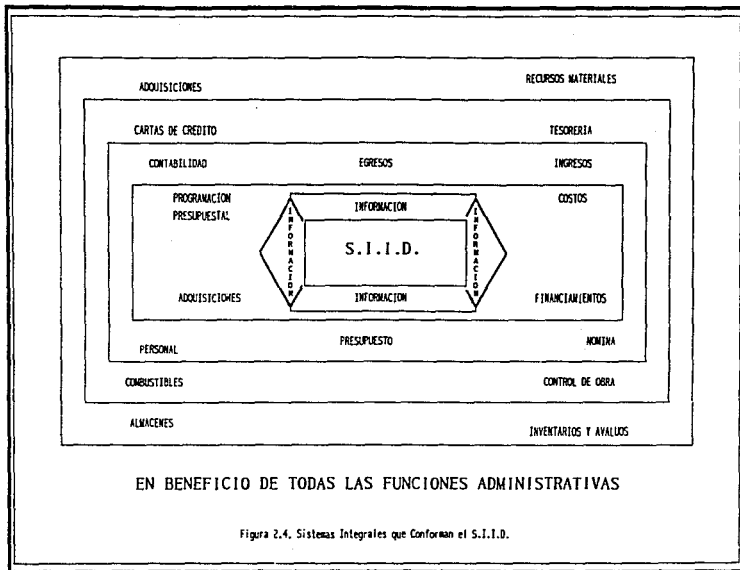 RECURSOS MATERIALES
ADQUISICIONES
CARTAS DE CREDITO
TESORERIA
CONTABILIDAD
EGRESOS
INGRESOS
PROGRAMACION
PRESUPUESTAL
INFORMACION
COSTOS
INFORMACION
S.I.I.D.
INFORMACION
ADQUISICIONES
INFORMACION
FINANCIAMIENTOS
PERSONAL
PRESUPUESTO
NOMINA
COMBUSTIBLES
CONTROL DE OBRA
ALMACENES
INVENTARIOS Y AVALUOS
EN BENEFICIO DE TODAS LAS FUNCIONES ADMINISTRATIVAS
Figura 2.4. Sistemas Integrales que Conforman el S.I.I.D.